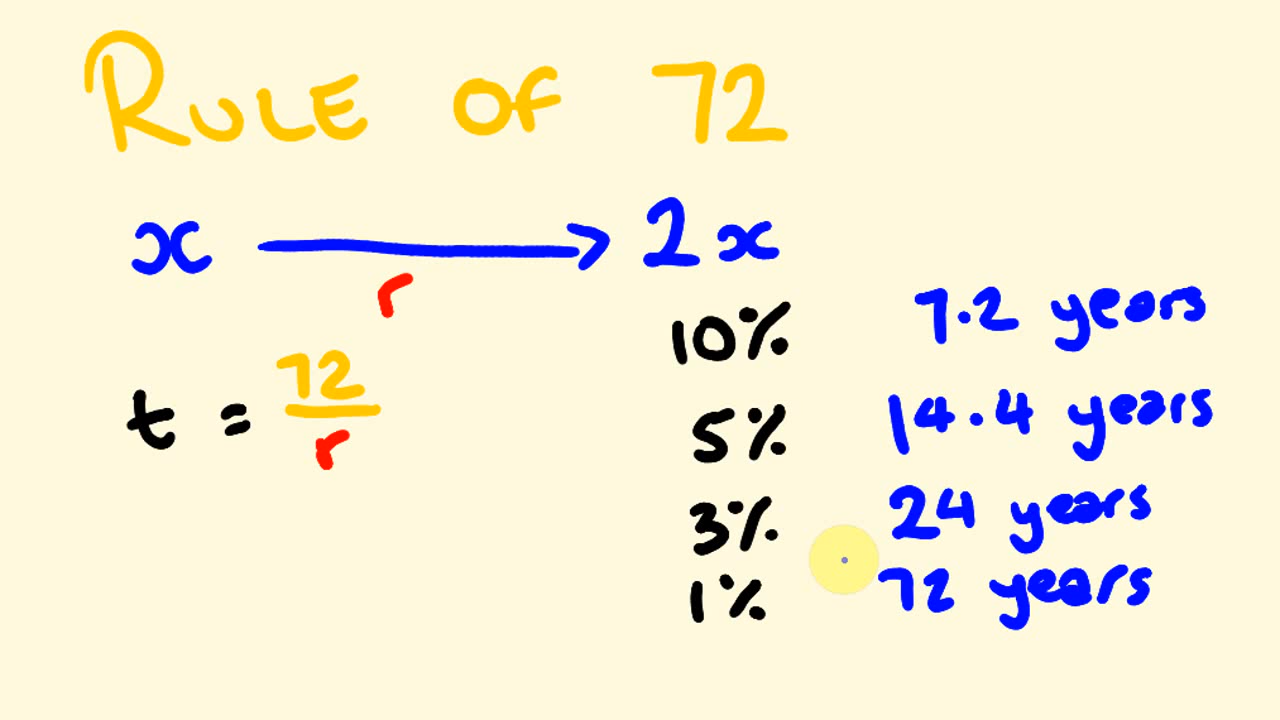 RULE OF 72
x → 2x
r
10% 7.2 years
t = 72/r
5% 14.4 years
3% 24 years
1% 72 years